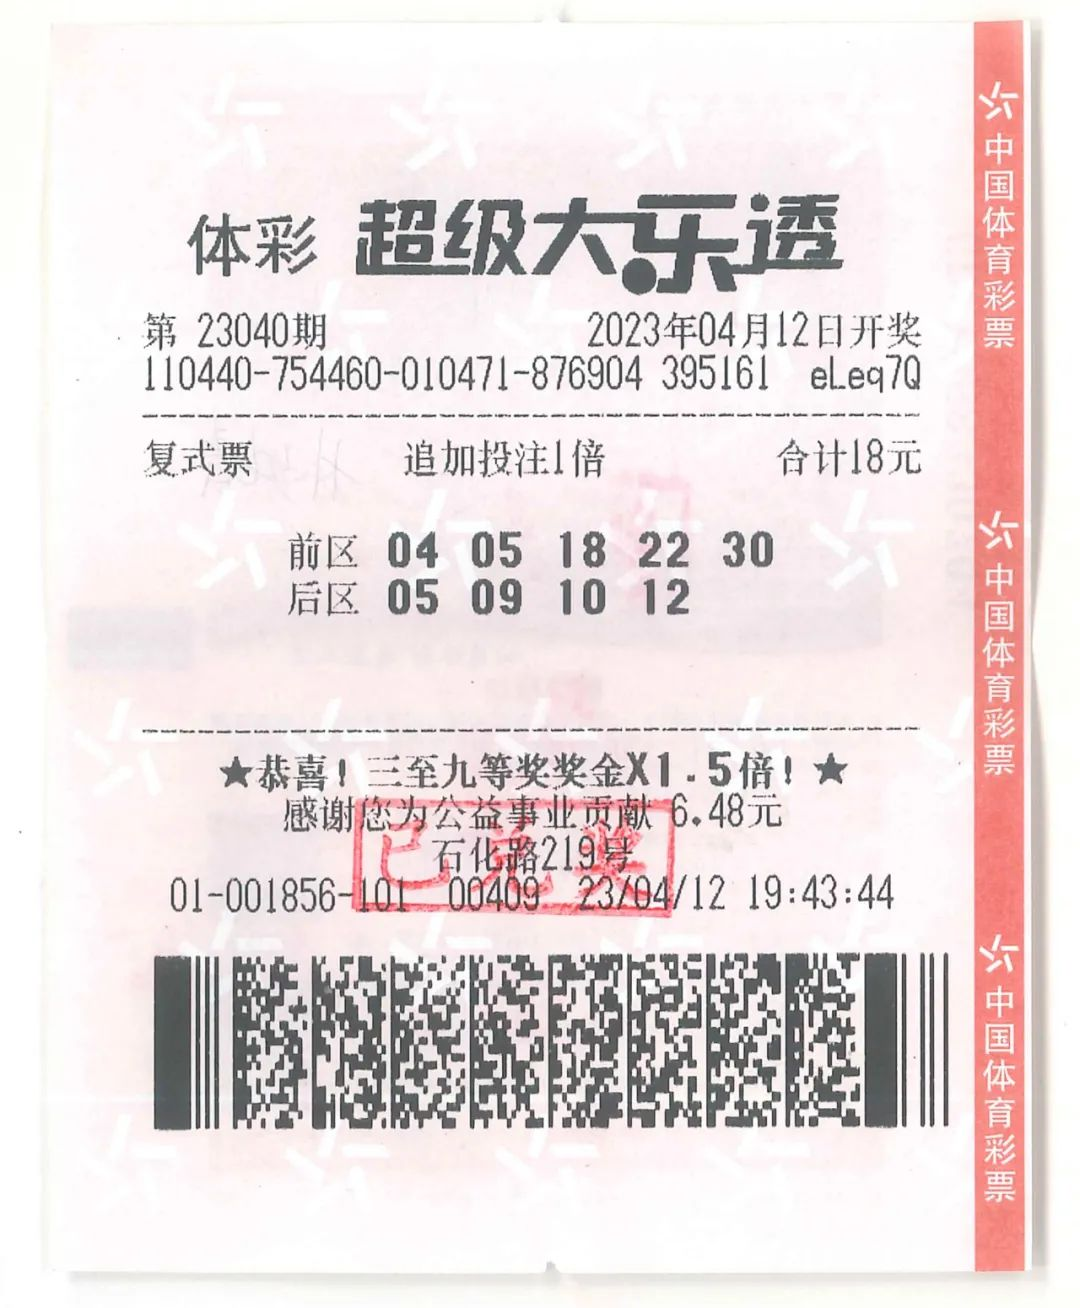 体彩 超级大乐透
第 23040期 2023年04月12日开奖
110440-754460-010471-876904 395161 eLeq7Q
复式票 追加投注1倍 合计18元
前区 04 05 18 22 30
后区 05 09 10 12
★恭喜! 三至九等奖奖金X1.5倍! ★
感谢您为公益事业贡献 6.48元
石化路219号
01-001856-101 00409 23/04/12 19:43:44
已兑奖
中国体育彩票
中国体育彩票
中国体育彩票